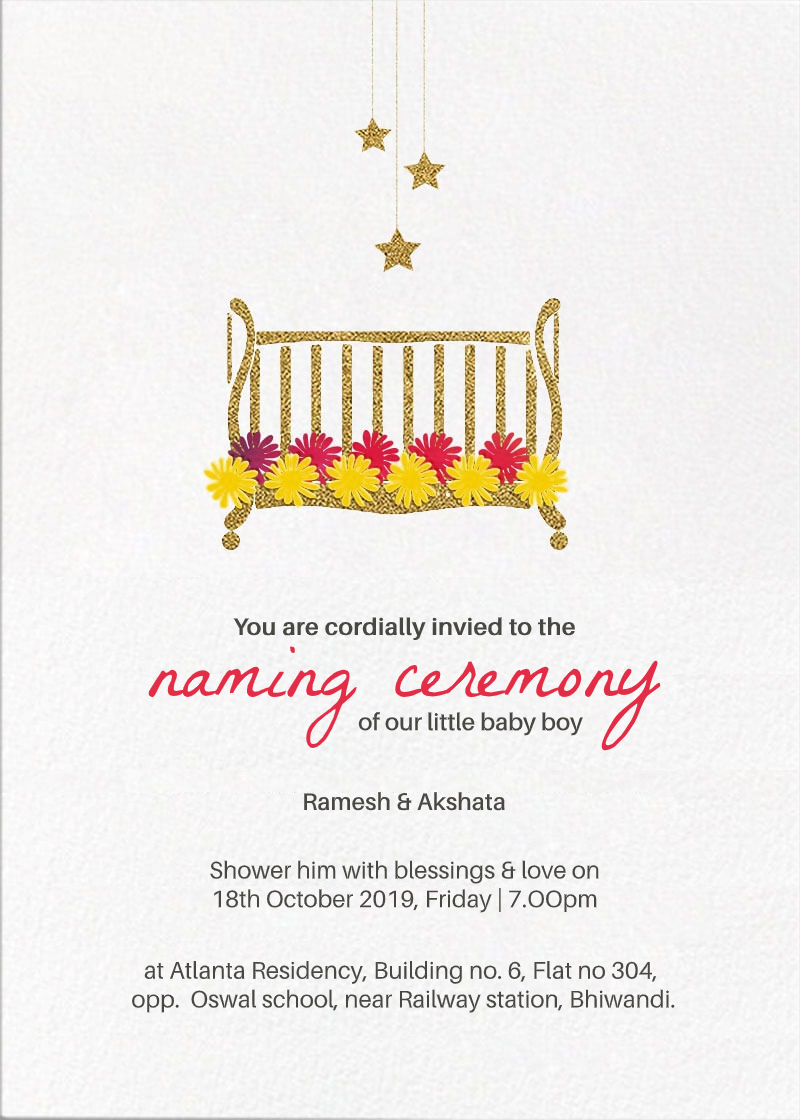 You are cordially invied to the
naming ceremony
of our little baby boy
Ramesh & Akshata
Shower him with blessings & love on
18th October 2019, Friday | 7.00pm
at Atlanta Residency, Building no. 6, Flat no 304,
opp.  Oswal school, near Railway station, Bhiwandi.